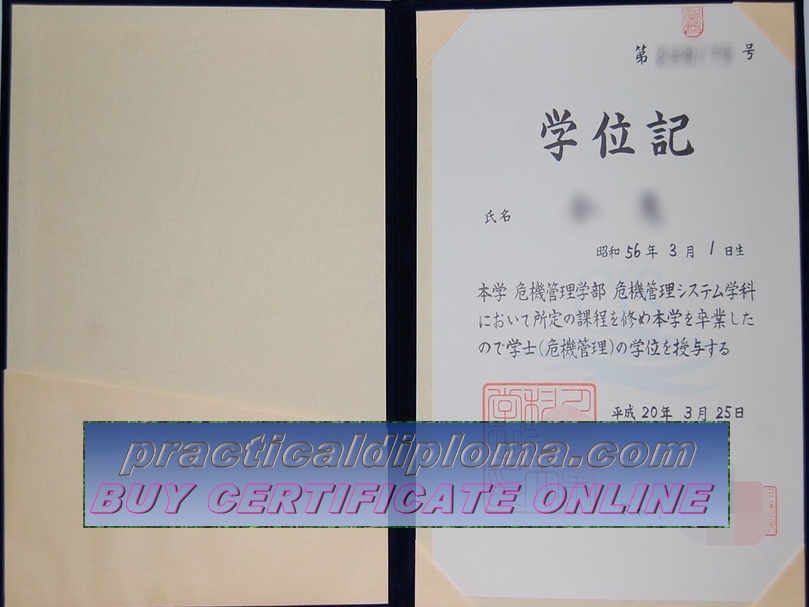 第 号
学位記
氏名
昭和56年3月1日生
本学 危機管理学部 危機管理システム学科
において所定の課程を修め本学を卒業した
ので学士(危機管理)の学位を授与する
平成20年3月25日
practicaldiploma.com
BUY CERTIFICATE ONLINE